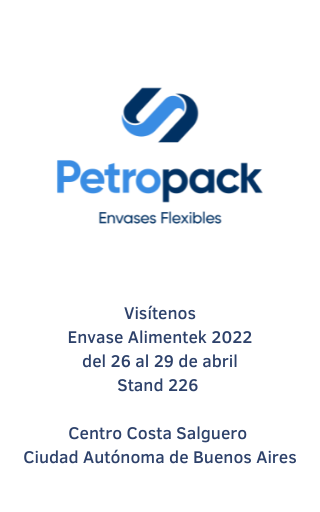 Petropack
Envases Flexibles
Visítenos
Envase Alimentek 2022
del 26 al 29 de abril
Stand 226
Centro Costa Salguero
Ciudad Autónoma de Buenos Aires